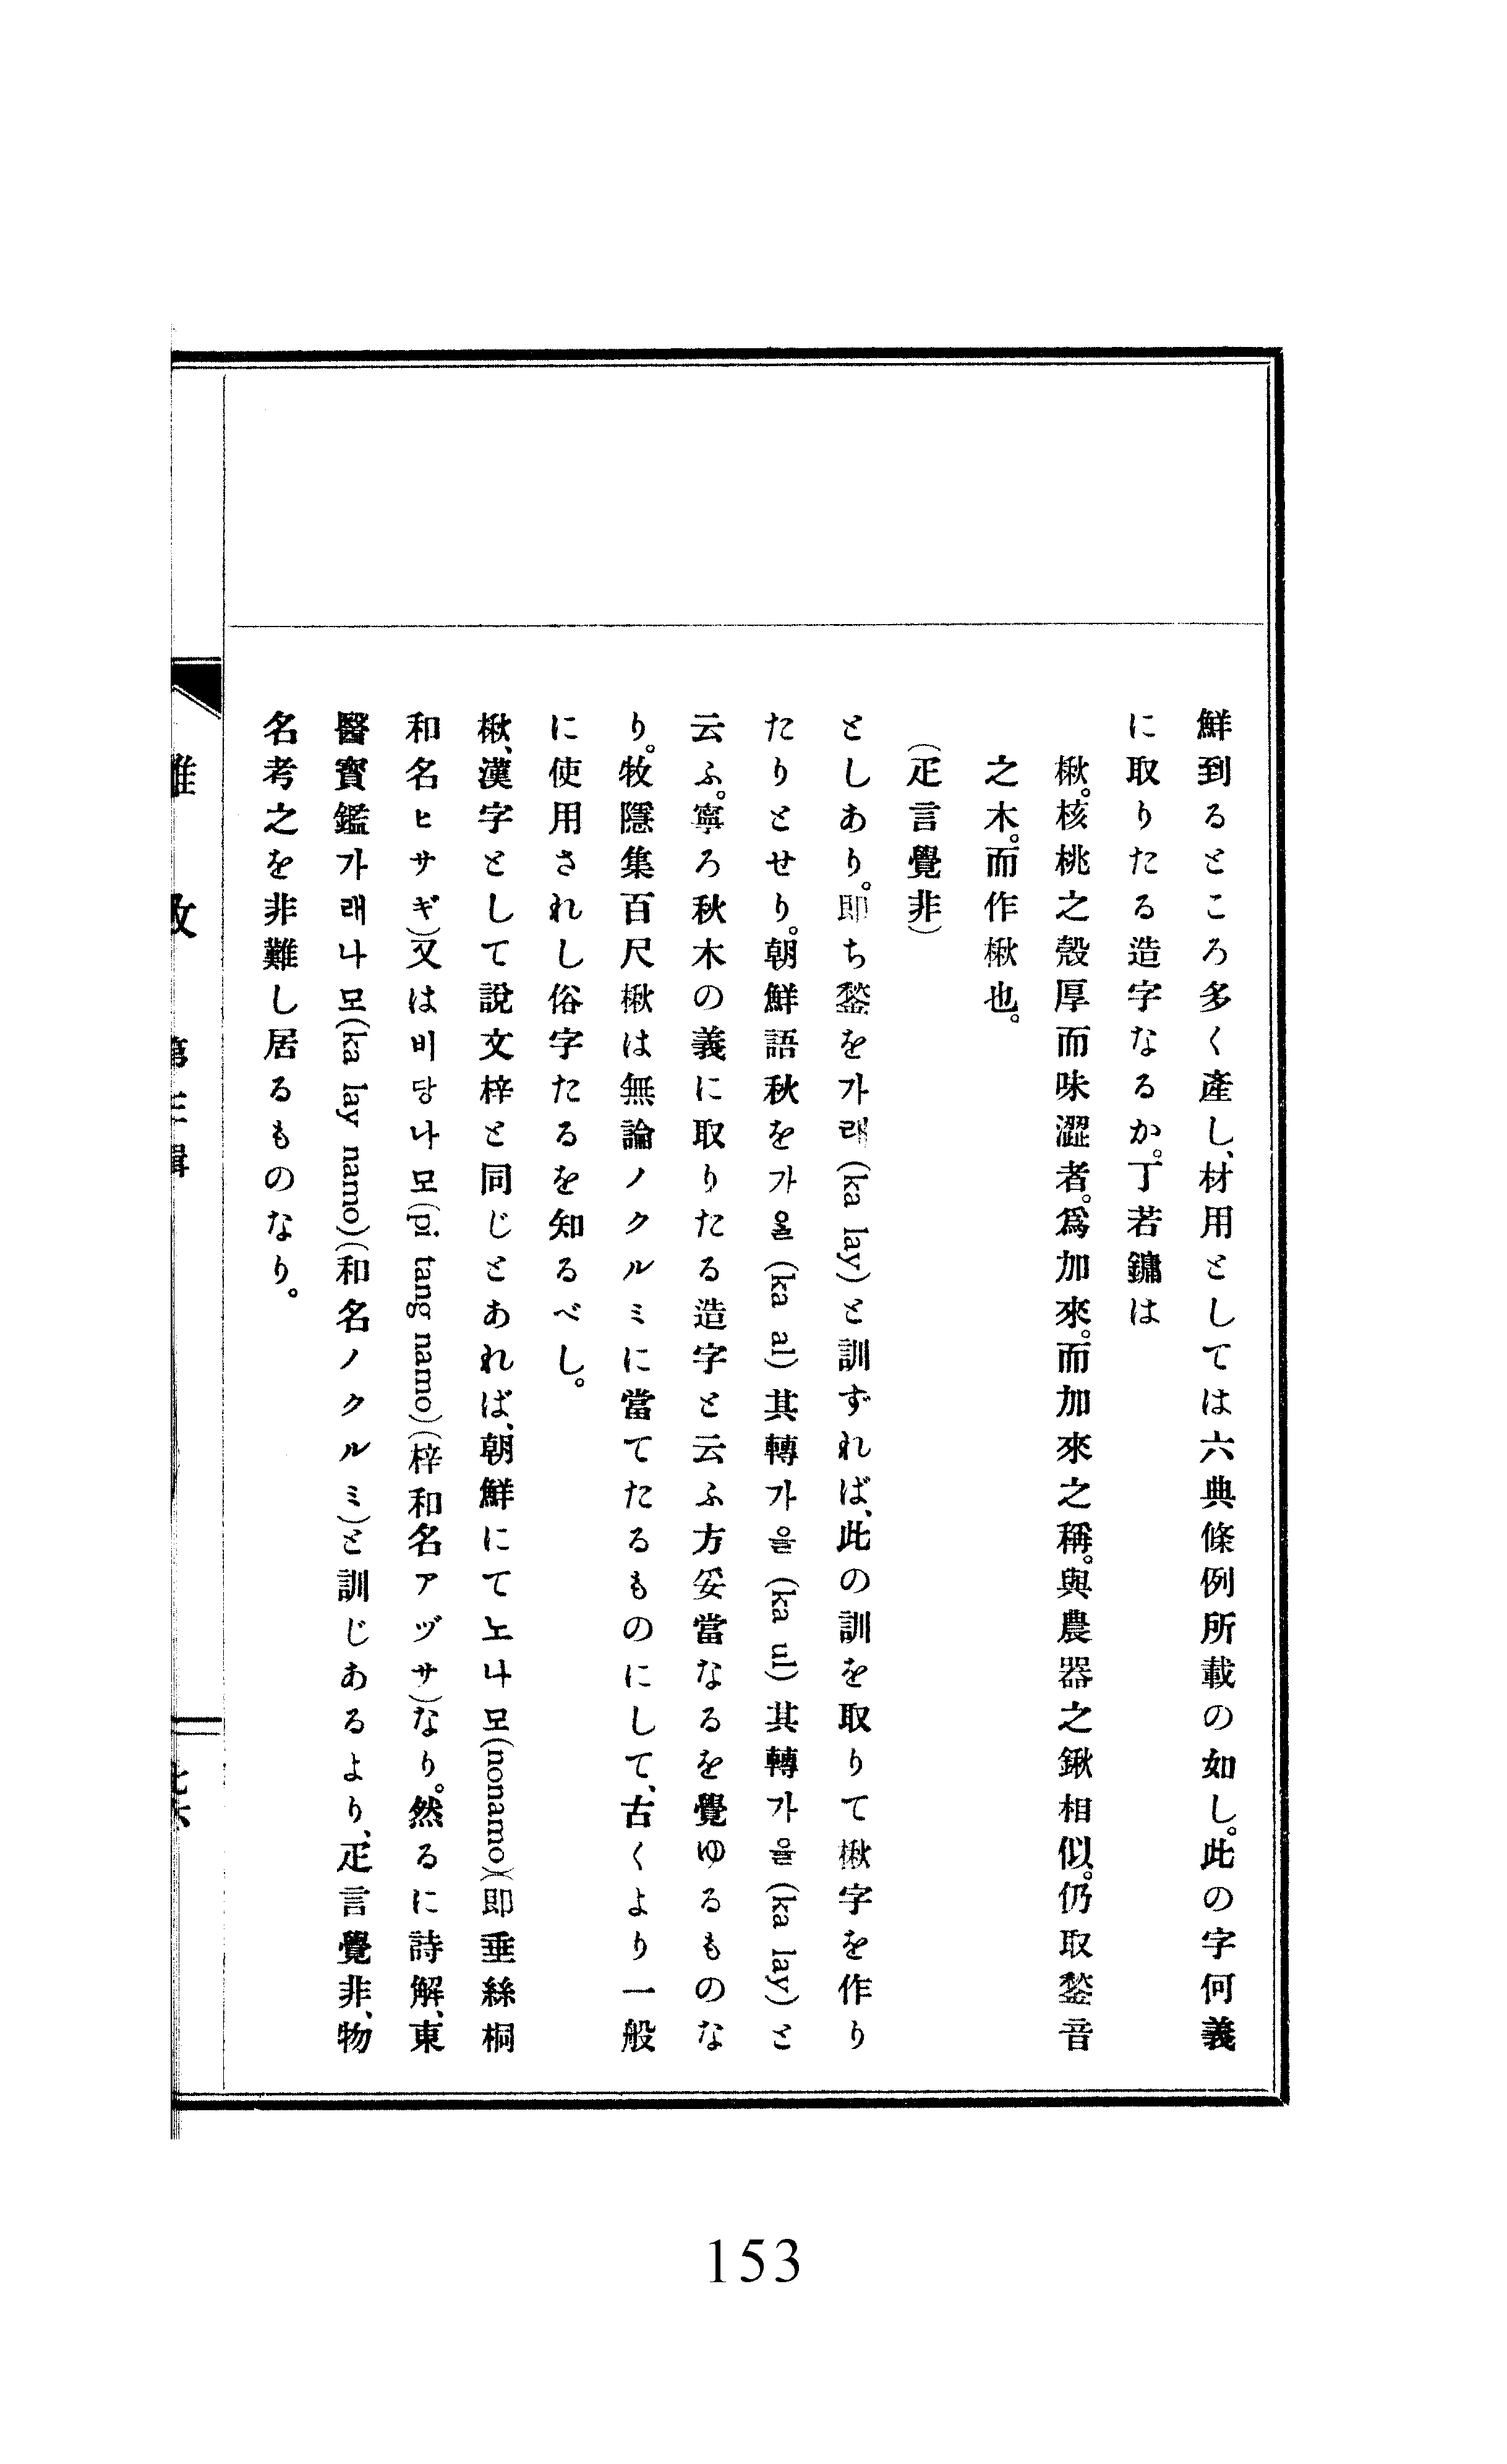 鮮到るところ多く產し、材用としては六典條例所載の如し。此の字何義
に取りたる造字なるか。丁若鏞は
楸。核桃之殼厚而味澀者。爲加來。而加來之稱。與農器之鍬相似。仍取鍫音
之木。而作楸也。
(疋言覺非)
としあり。卽ち鍫を가래(ka lay)と訓ずれば、此の訓を取りて楸字を作り
たりとせり。朝鮮語秋を가ᄋᆞᆯ(ka al)其轉가을(ka ul)其轉가을(ka lay)と
云ふ。寧ろ秋木の義に取りたる造字と云ふ方妥當なるを覺ゆるものな
り。牧隱集百尺楸は無論ノクルミに當てたるものにして、古くより一般
に使用されし俗字たるを知るべし。
楸、漢字として說文梓と同じとあれば、朝鮮にて노나모(nonamo)(卽垂絲桐
和名ヒサギ)又は비당나모(pi tang namo)(梓和名アヅサ)なり。然るに詩解、東
醫寶鑑가래나모(ka lay namo)(和名ノクルミ)と訓じあるより、疋言覺非、物
名考之を非難し居るものなり。
153